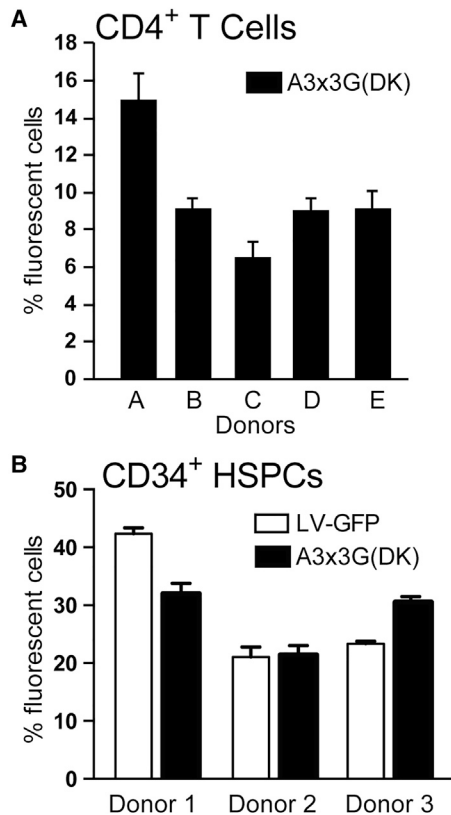 A
CD4+ T Cells
A3x3G(DK)
% fluorescent cells
18
16
14
12
10
8
6
4
2
0
A B C D E
Donors
B
CD34+ HSPCs
LV-GFP
A3x3G(DK)
% fluorescent cells
50
40
30
20
10
0
Donor 1 Donor 2 Donor 3